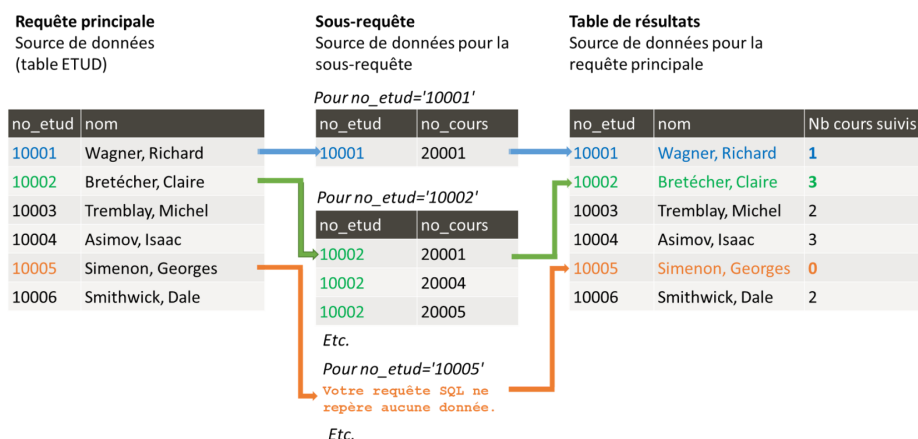 Requête principale
Source de données
(table ETUD)
no_etud nom
10001 Wagner, Richard
10002 Bretécher, Claire
10003 Tremblay, Michel
10004 Asimov, Isaac
10005 Simenon, Georges
10006 Smithwick, Dale
Sous-requête
Source de données pour la
sous-requête
Pour no_etud='10001'
no_etud no_cours
10001 20001
Pour no_etud='10002'
no_etud no_cours
10002 20001
10002 20004
10002 20005
Etc.
Pour no_etud='10005'
Votre requête SQL ne
repère aucune donnée.
Etc.
Table de résultats
Source de données pour la
requête principale
no_etud nom Nb cours suivis
10001 Wagner, Richard 1
10002 Bretécher, Claire 3
10003 Tremblay, Michel 2
10004 Asimov, Isaac 3
10005 Simenon, Georges 0
10006 Smithwick, Dale 2